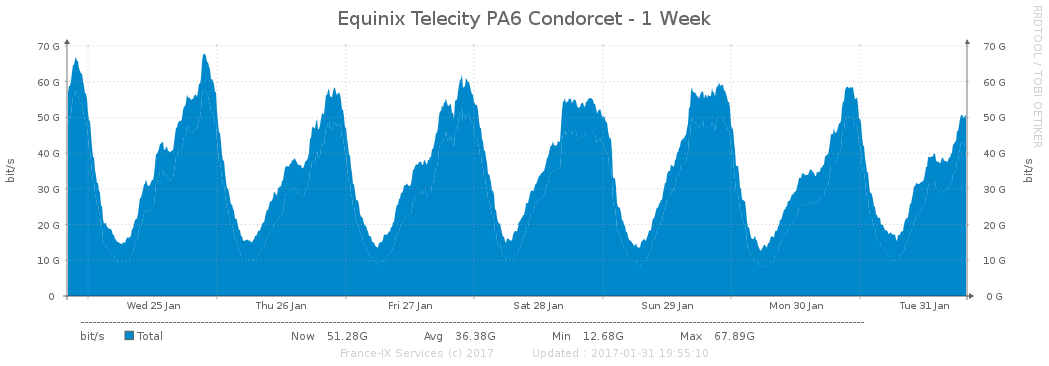 Equinix Telecity PA6 Condorcet - 1 Week
RRDTOOL / TOBI OETIKER
bit/s
70 G
60 G
50 G
40 G
30 G
20 G
10 G
0
70 G
60 G
50 G
40 G
30 G
20 G
10 G
0 G
bit/s
Wed 25 Jan Thu 26 Jan Fri 27 Jan Sat 28 Jan Sun 29 Jan Mon 30 Jan Tue 31 Jan
bit/s Total Now 51.28G Avg 36.38G Min 12.68G Max 67.89G
France-IX Services (c) 2017 Updated : 2017-01-31 19:55:10